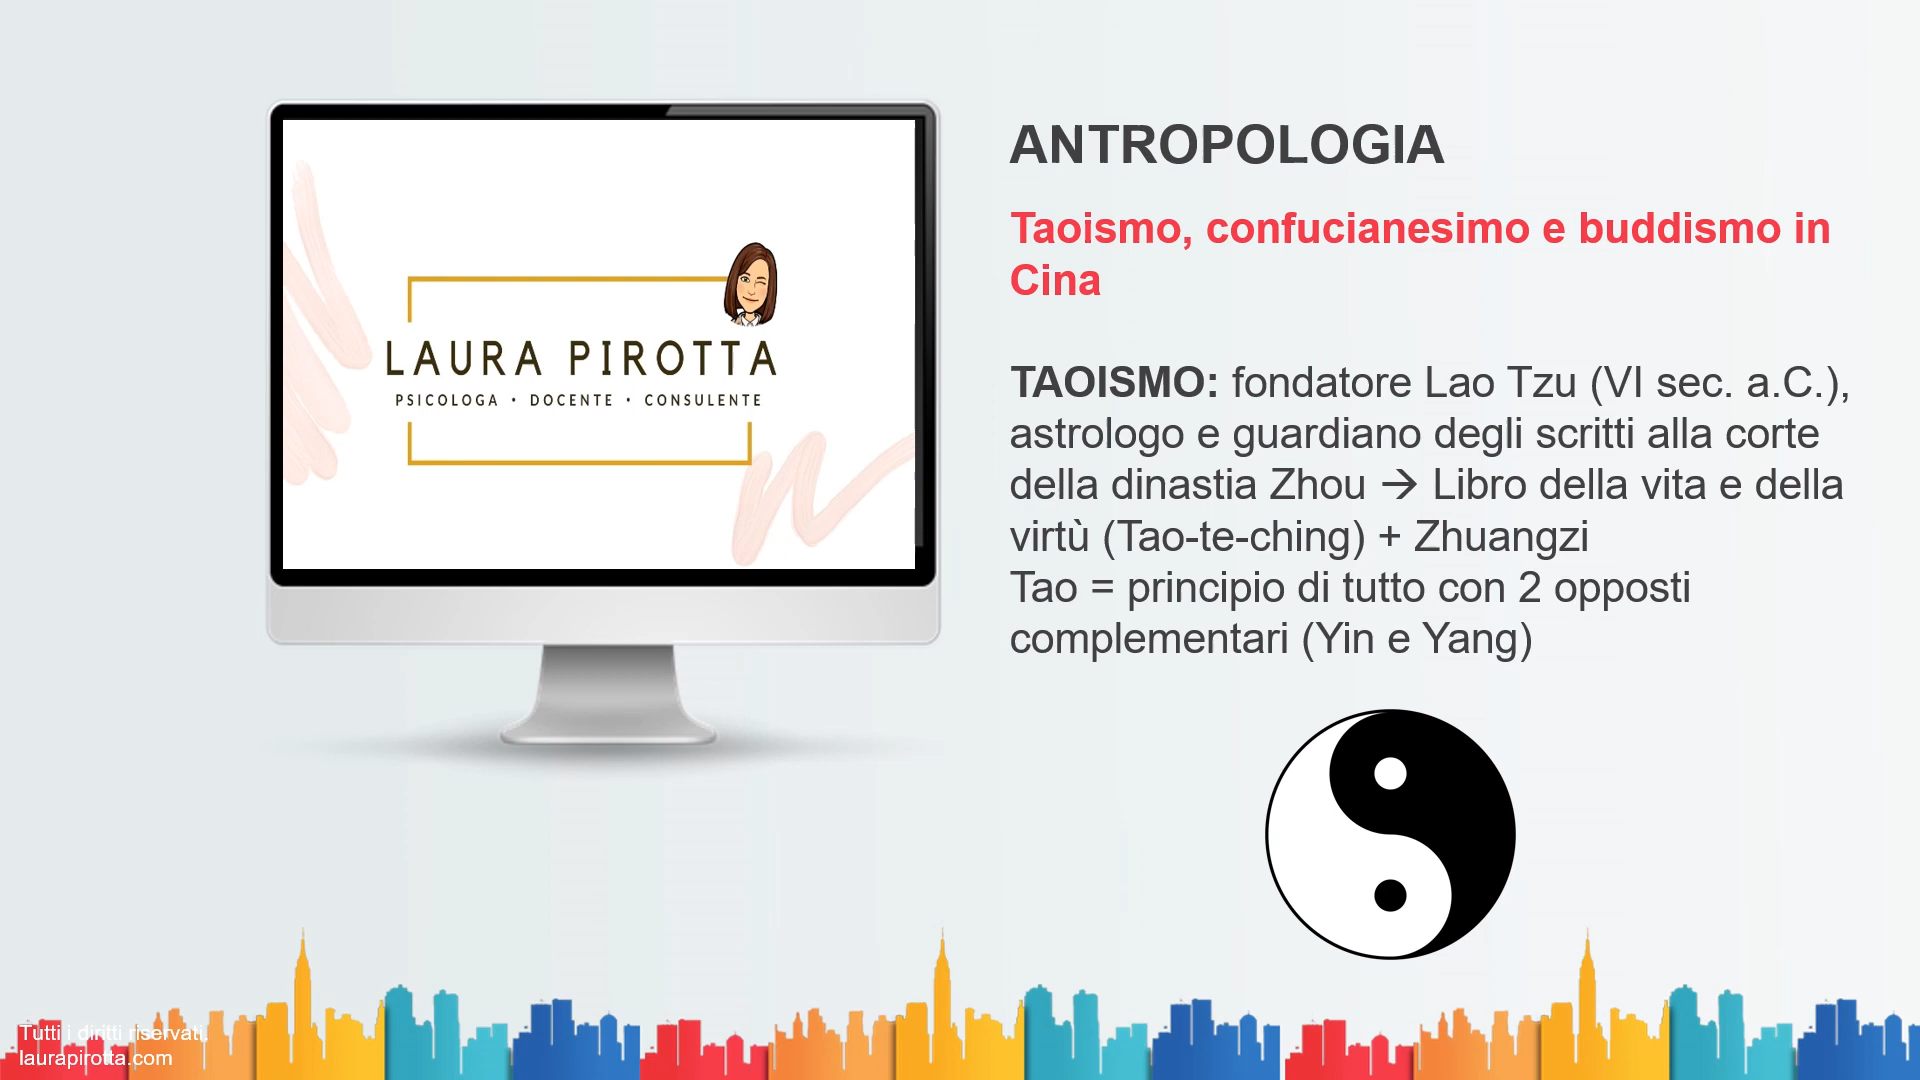 LAURA PIROTTA
PSICOLOGA • DOCENTE • CONSULENTE
ANTROPOLOGIA
Taoismo, confucianesimo e buddismo in
Cina
TAOISMO: fondatore Lao Tzu (VI sec. a.C.),
astrologo e guardiano degli scritti alla corte
della dinastia Zhou → Libro della vita e della
virtù (Tao-te-ching) + Zhuangzi
Tao = principio di tutto con 2 opposti
complementari (Yin e Yang)
Tutti i diritti riservati.
laurapirotta.com